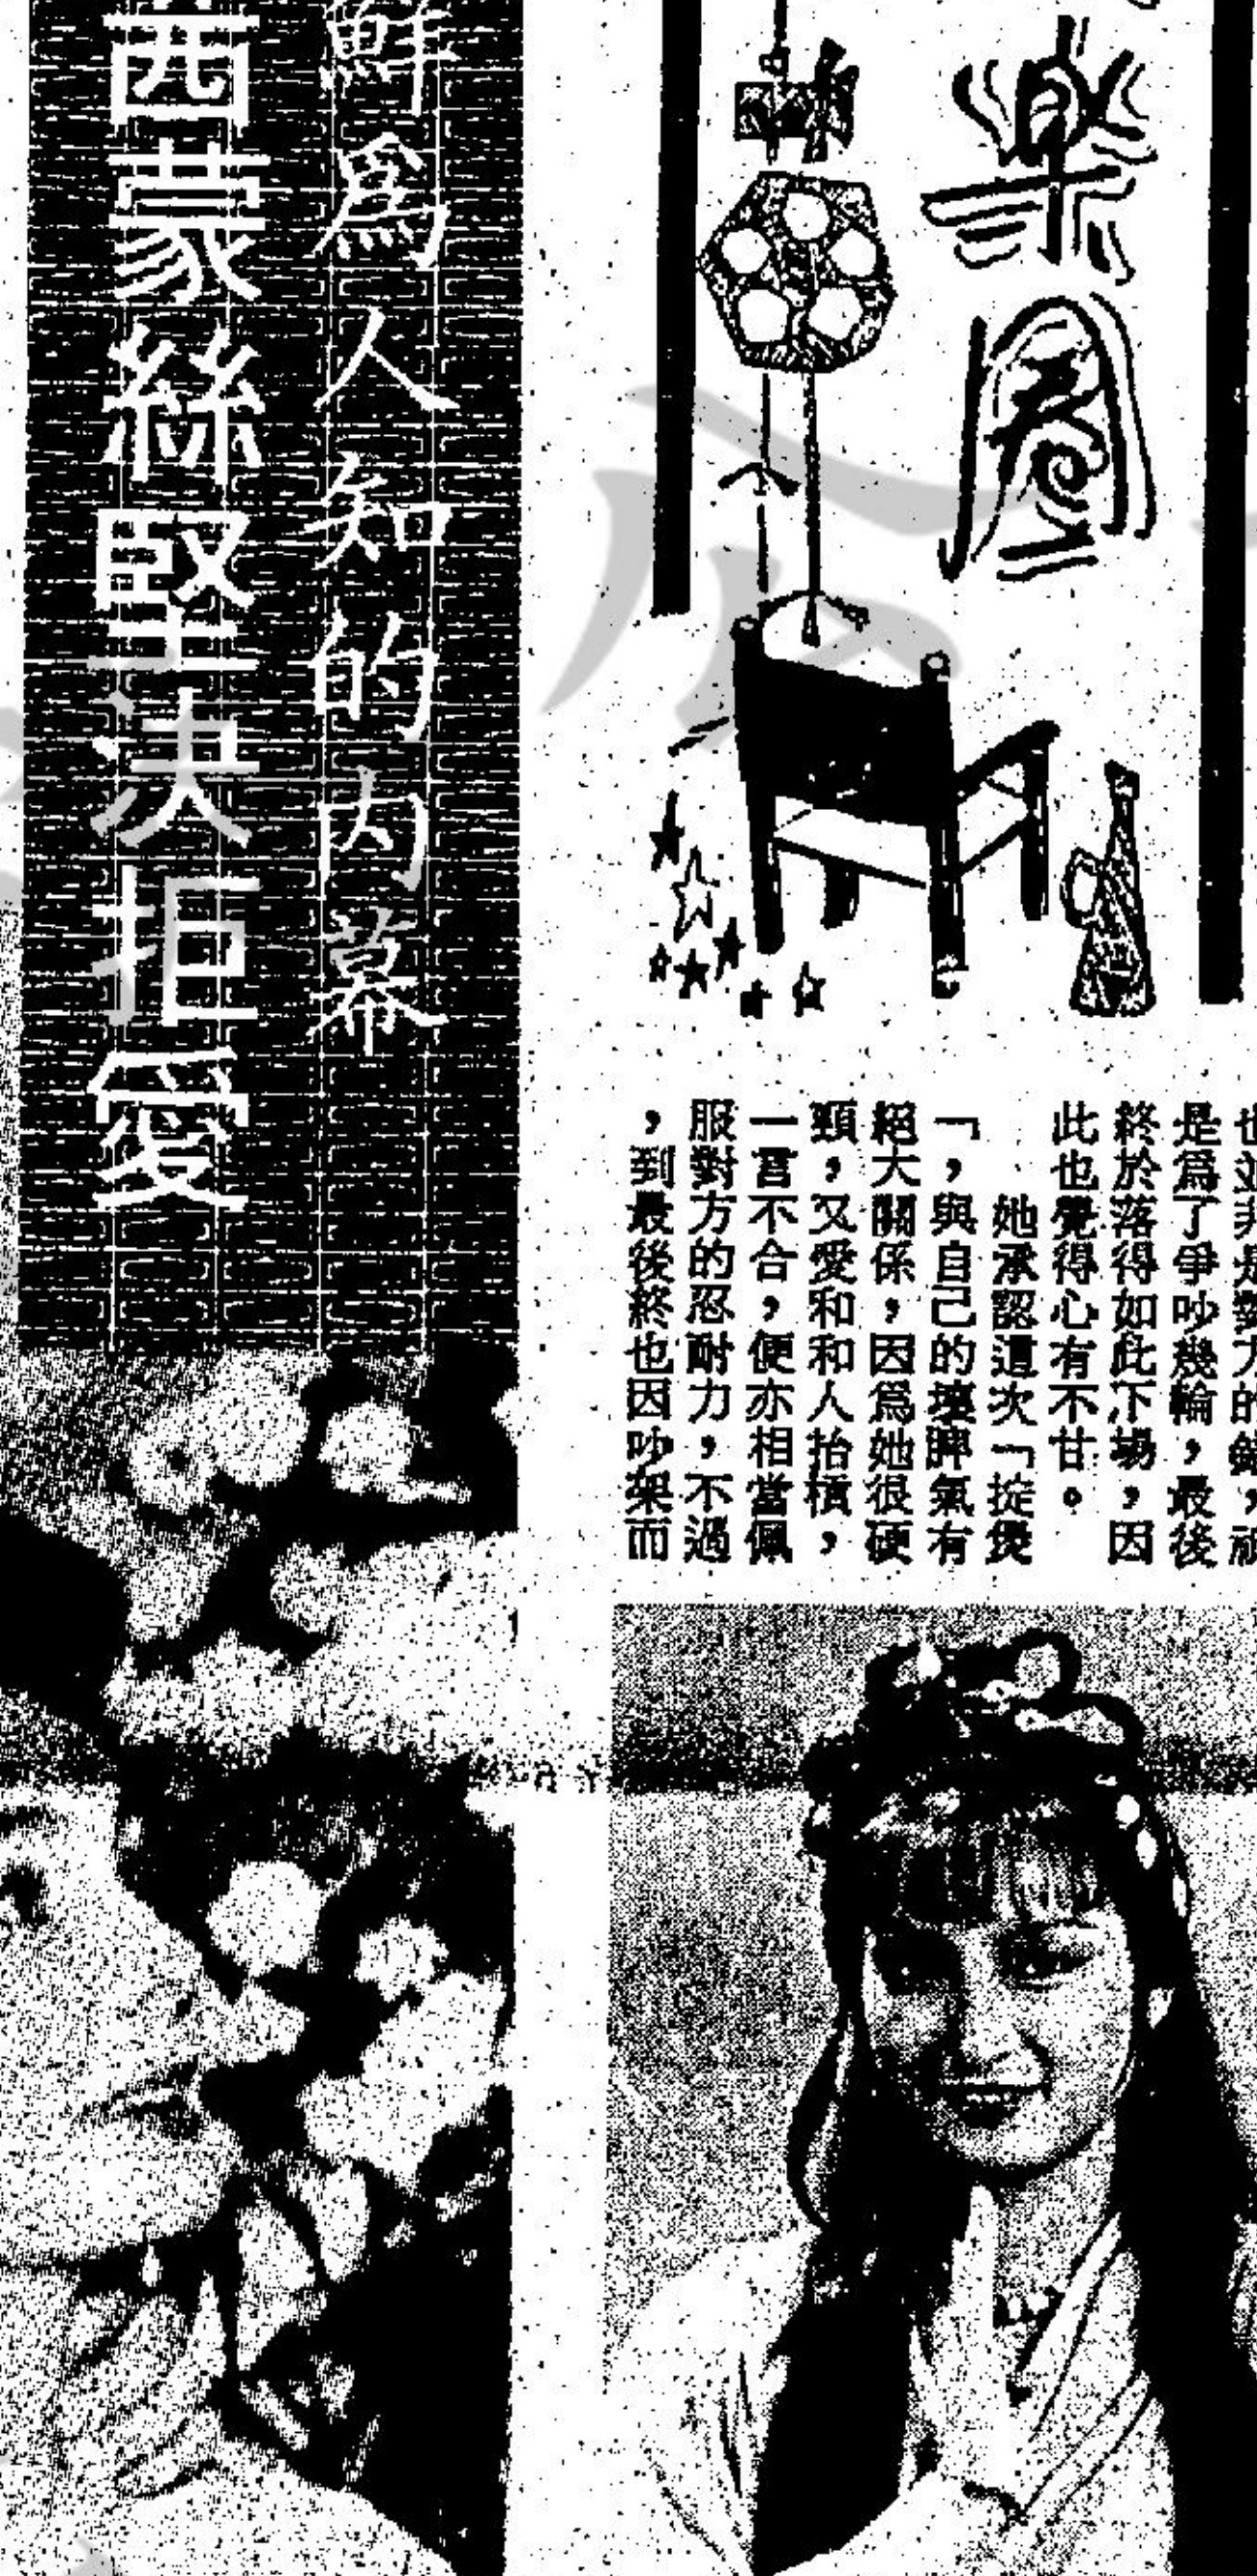 樂圈
是爲了爭吵幾輪，最後
終於落得如此下場，因
此也覺得心有不甘。
她承認這次「掟煲
」，與自己的壞脾氣有
絕大關係，因爲她很硬
頸，又愛和和人抬槓，
一言不合，便亦相當佩
服對方的忍耐力，不過
，到最後終也因吵架而
鮮爲人知的內幕
西蒙絲堅決拒愛